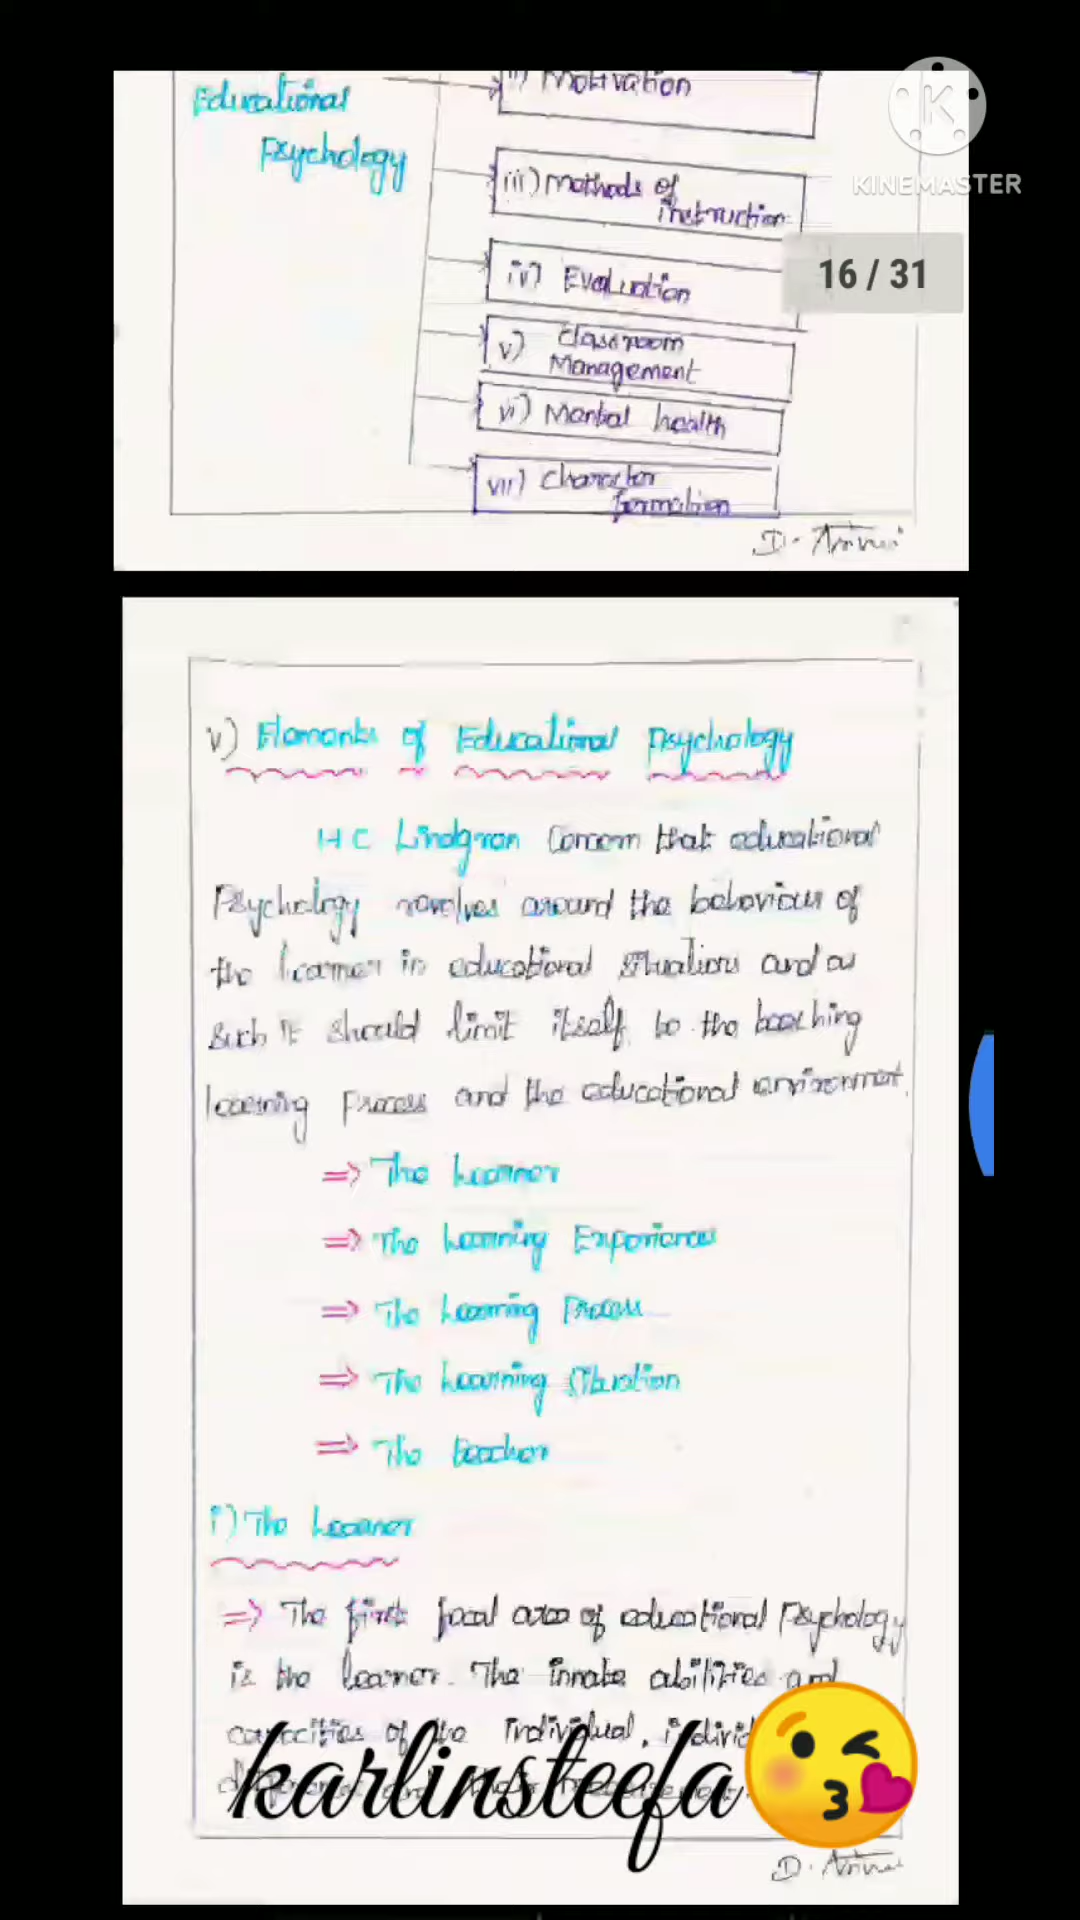 Educational
Psychology
ii) Motivation
iii) Methods of
instruction
iv) Evaluation
v) Classroom
Management
vi) Mental health
vii) Character
formation
KINEMASTER
16 / 31
v) Elements of Educational Psychology
H C Lindgren Concern that educational
Psychology revolves around the behaviour of
the learner in educational situations and as
such it should limit itself to the teaching
learning process and the educational environment.
⇒ The Learner
⇒ The Learning Experiences
⇒ The Learning Process
⇒ The Learning Situation
⇒ The teacher
i) The Learner
⇒ The first focal area of educational Psychology
is the learner. The innate abilities and
capacities of the individual,
karlinsteefa